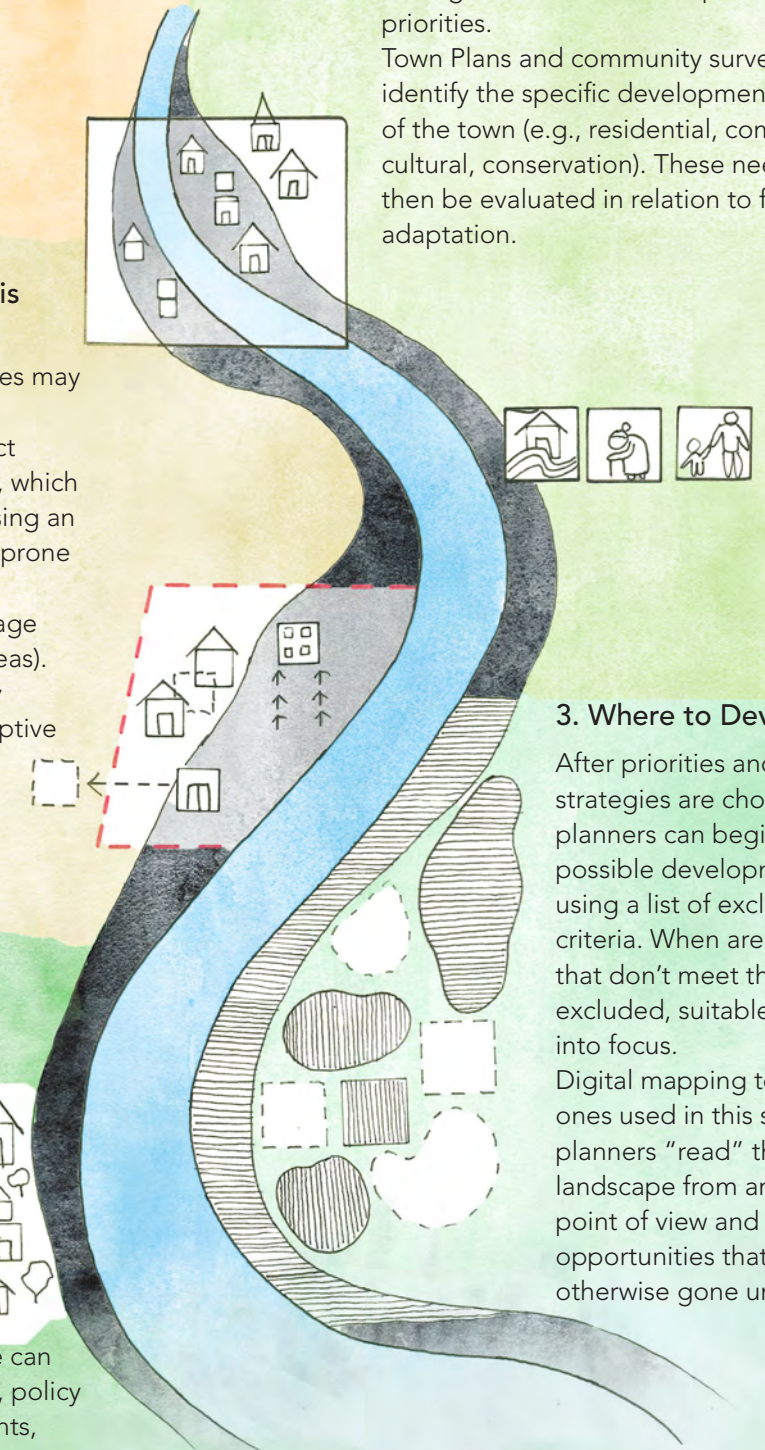 priorities.
Town Plans and community surve
identify the specific developmen
of the town (e.g., residential, com
cultural, conservation). These nee
then be evaluated in relation to f
adaptation.
is
es may
ct
, which
sing an
prone
age
eas).
ptive
3. Where to Dev
After priorities and
strategies are cho
planners can begi
possible developm
using a list of excl
criteria. When are
that don't meet th
excluded, suitable
into focus.
Digital mapping to
ones used in this s
planners “read” th
landscape from an
point of view and
opportunities that
otherwise gone un
e can
, policy
nts,